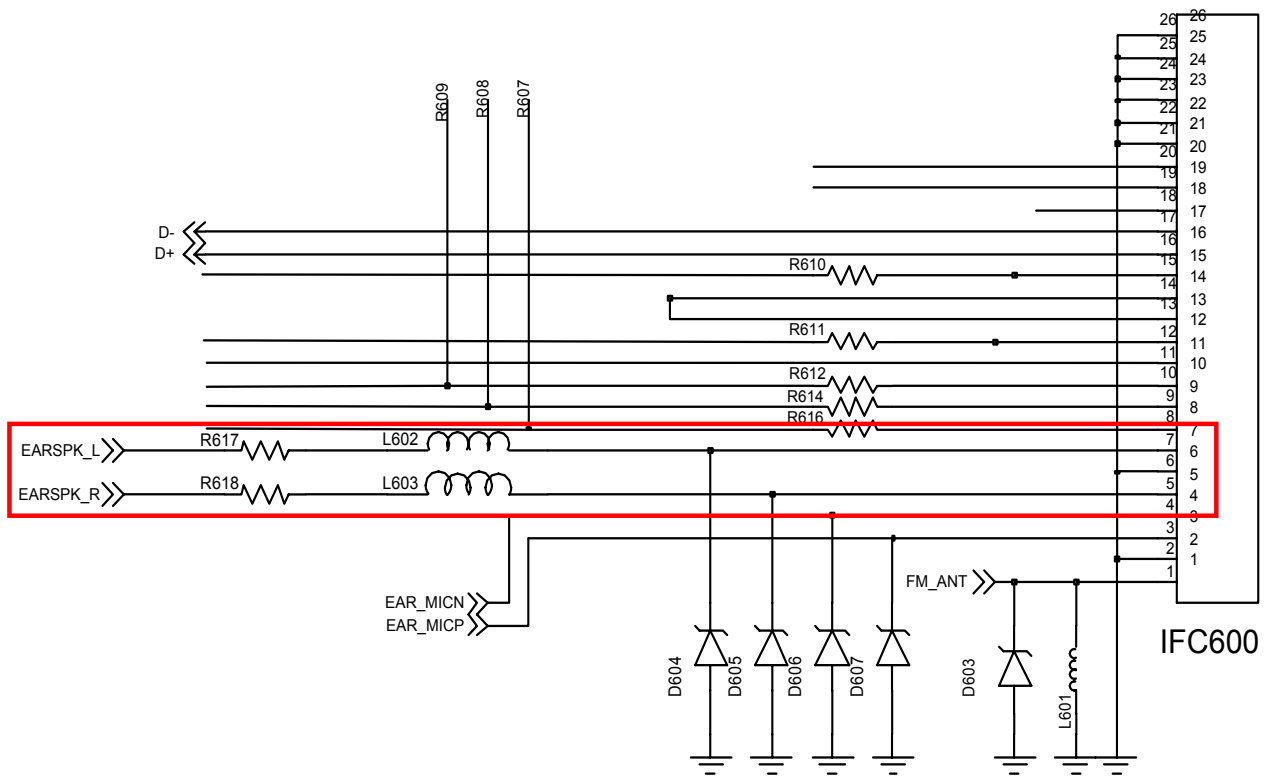 26
26
25
25
24
24
23
23
22
22
21
21
20
20
19
19
18
18
17
17
16
16
15
15
14
14
13
13
12
12
11
11
10
10
9
9
8
8
7
7
6
6
5
5
4
4
3
3
2
2
1
1
R609
R608
R607
D-
D+
R610
R611
R612
R614
R616
EARSPK_L
R617
L602
EARSPK_R
R618
L603
EAR_MICN
EAR_MICP
FM_ANT
IFC600
D604
D605
D606
D607
D603
L601